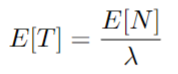 E[T] = E[N] / λ